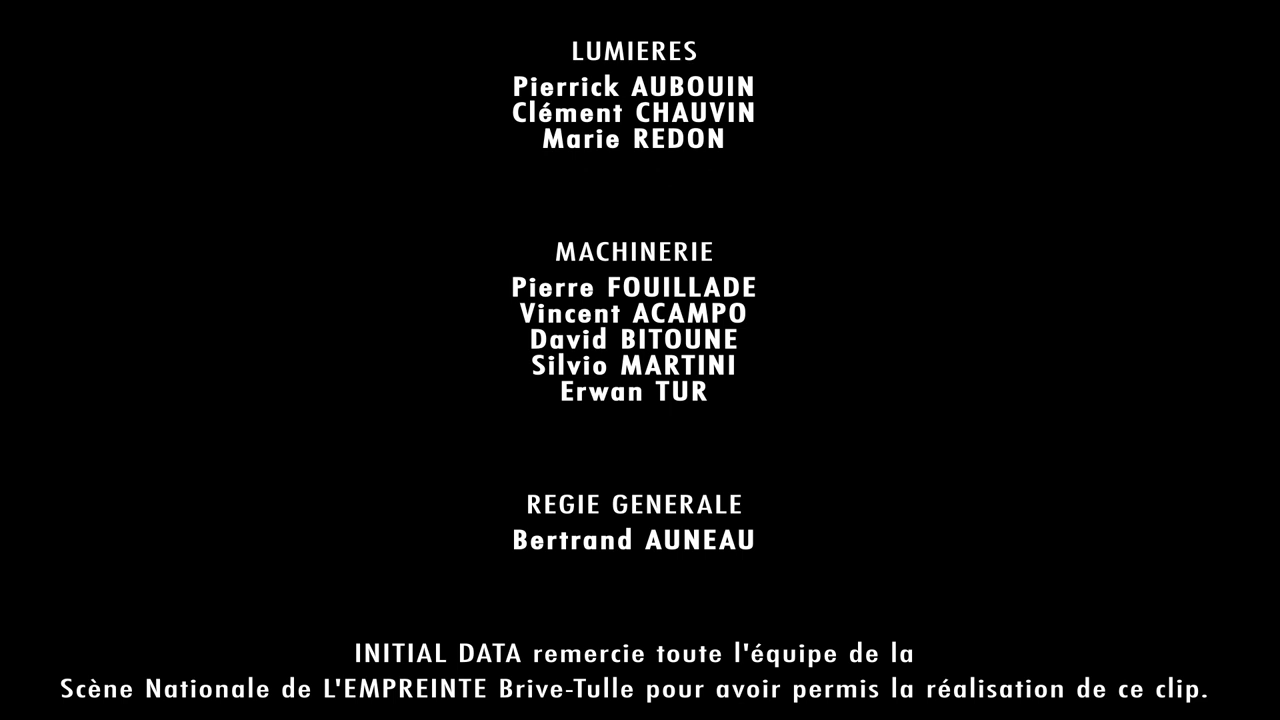 LUMIERES
Pierrick AUBOUIN
Clément CHAUVIN
Marie REDON
MACHINERIE
Pierre FOUILLADE
Vincent ACAMPO
David BITOUNE
Silvio MARTINI
Erwan TUR
REGIE GENERALE
Bertrand AUNEAU
INITIAL DATA remercie toute l'équipe de la
Scène Nationale de L'EMPREINTE Brive-Tulle pour avoir permis la réalisation de ce clip.